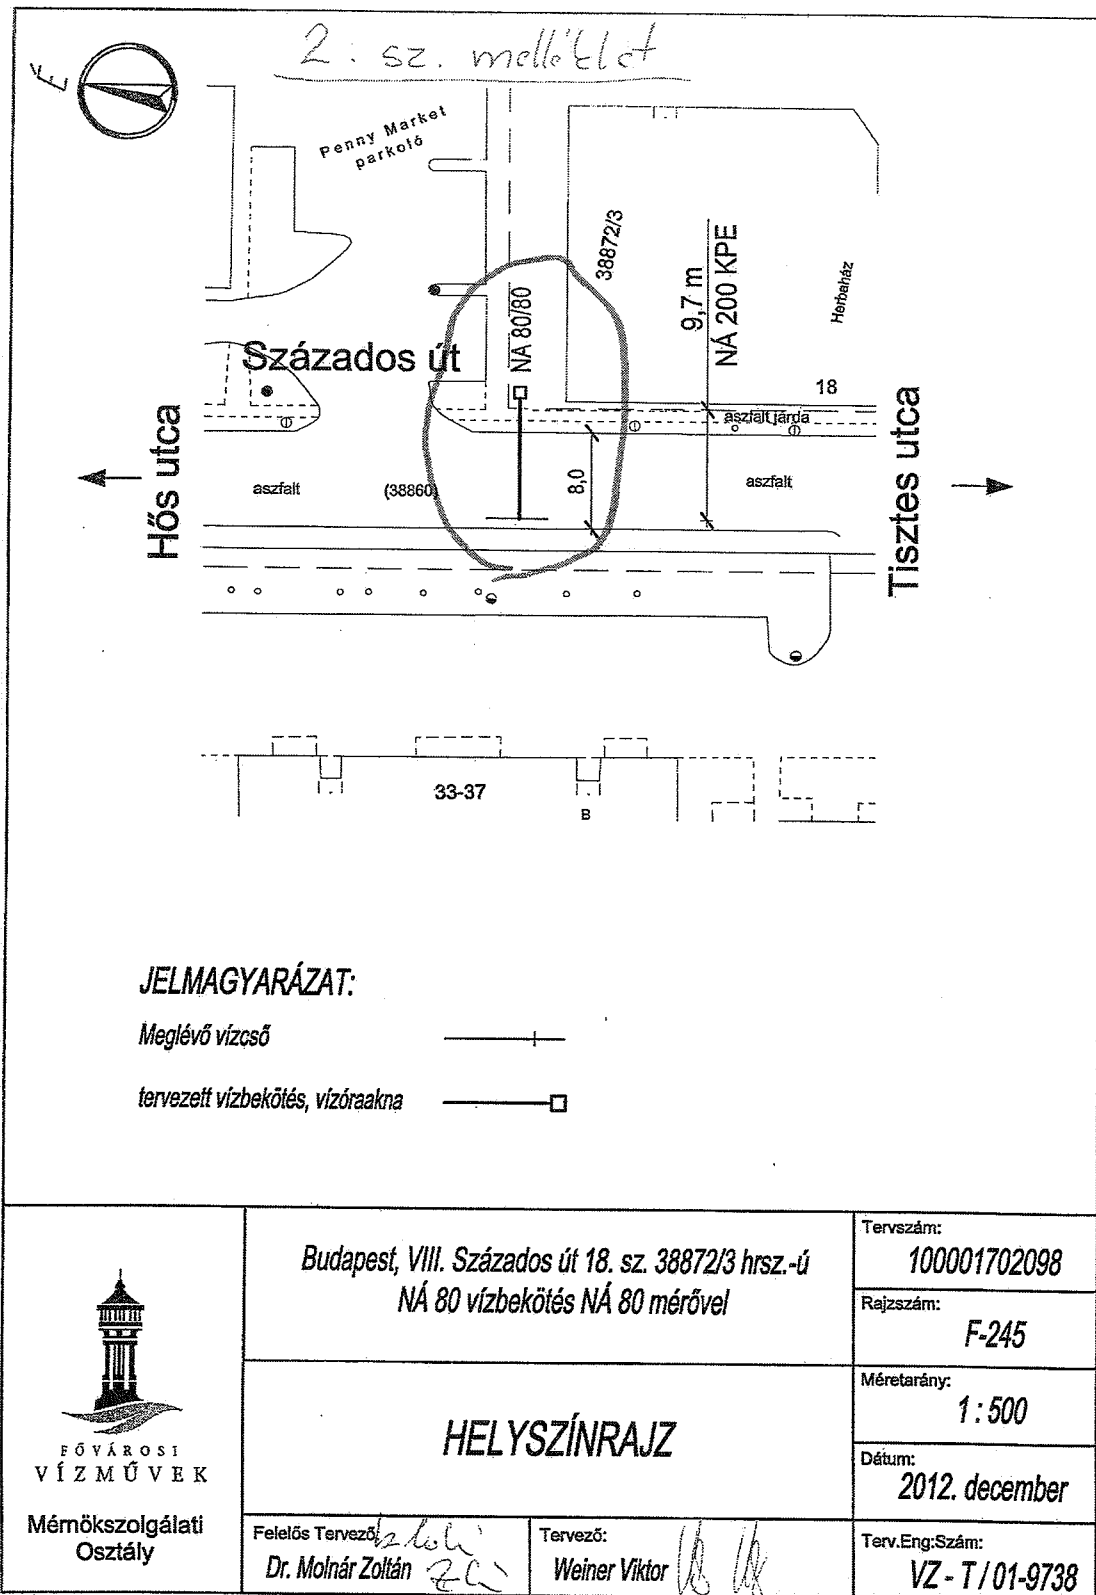 2. sz. melléklet
É
Penny Market
parkoló
38872/3
9,7 m
NÁ 200 KPE
Herbaház
NÁ 80/80
Százados út
18
aszfalt járda
Hős utca
aszfalt
(38860)
8,0
aszfalt
Tisztes utca
33-37
B
JELMAGYARÁZAT:
Meglévő vízcső
tervezett vízbekötés, vízóraakna
Budapest, VIII. Százados út 18. sz. 38872/3 hrsz.-ú
NÁ 80 vízbekötés NÁ 80 mérővel
Tervszám:
100001702098
Rajzszám:
F-245
HELYSZÍNRAJZ
Méretarány:
1 : 500
Dátum:
2012. december
FŐVÁROSI
VÍZMŰVEK
Mérnökszolgálati
Osztály
Felelős Tervező:
Dr. Molnár Zoltán
Tervező:
Weiner Viktor
Terv.Eng:Szám:
VZ - T / 01-9738